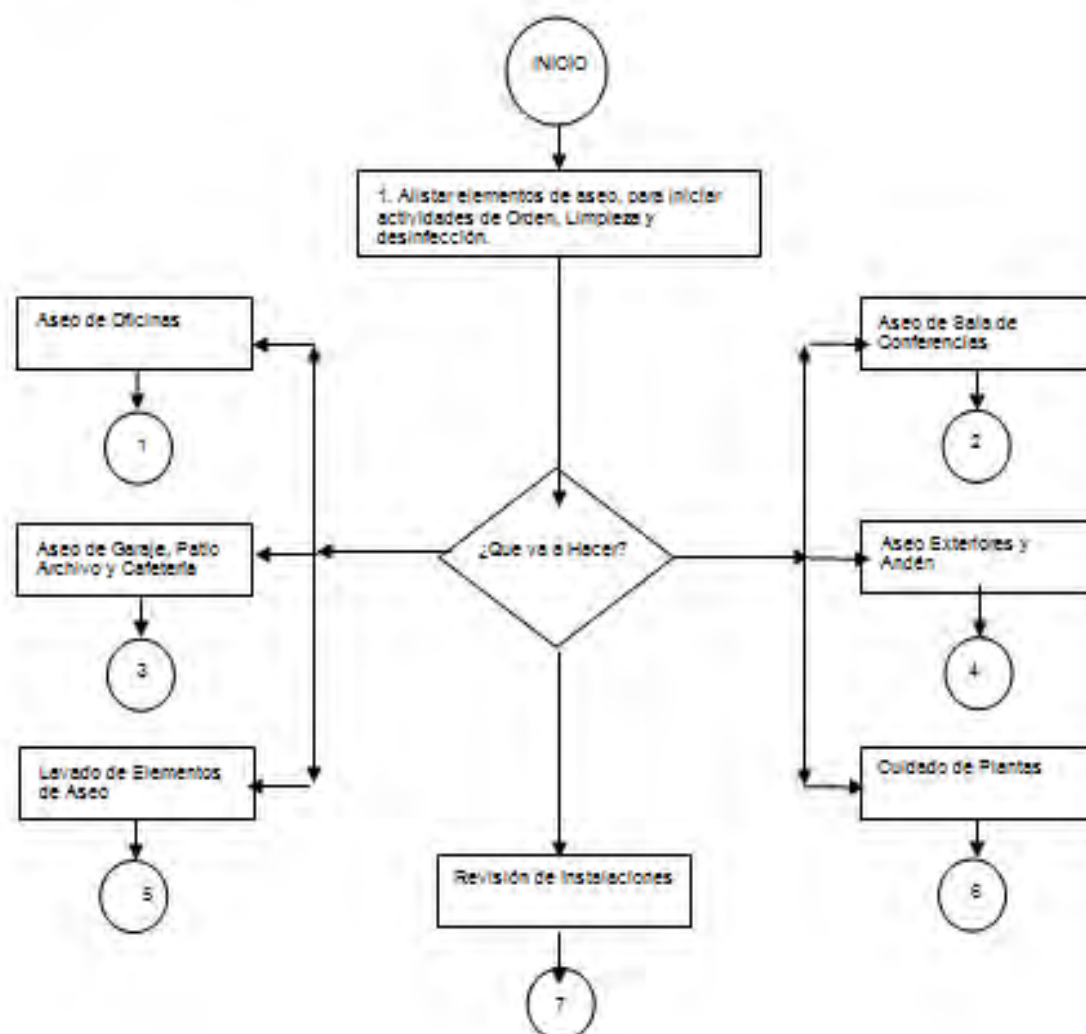 INICIO
1. Alistar elementos de aseo, para iniciar
actividades de Orden, Limpieza y
desinfección.
Aseo de Oficinas
Aseo de Sala de
Conferencias
1
2
¿Que va a Hacer?
Aseo de Garaje, Patio
Archivo y Cafeteria
Aseo Exteriores y
Andén
3
4
Lavado de Elementos
de Aseo
Cuidado de Plantas
Revisión de Instalaciones
5
6
7